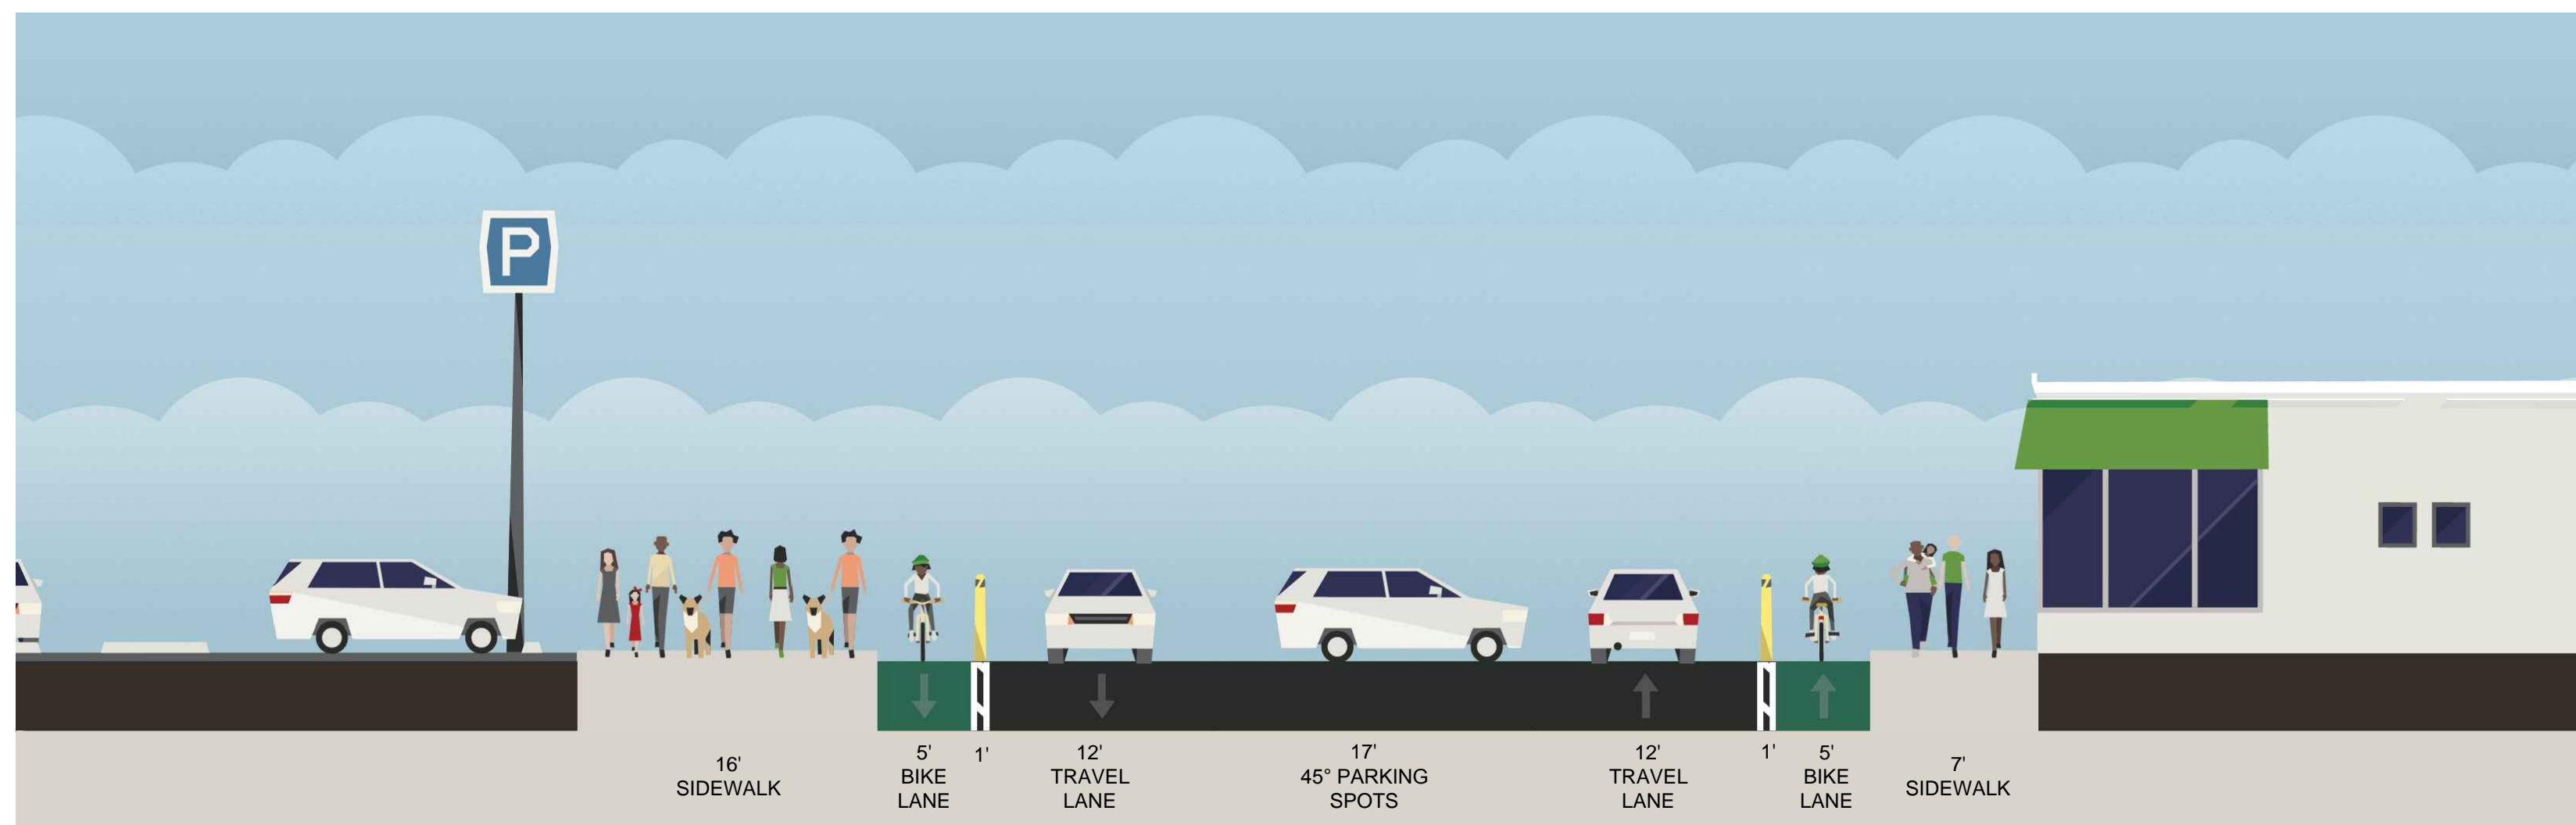 P
16'
SIDEWALK
5'
BIKE
LANE
1'
12'
TRAVEL
LANE
17'
45° PARKING
SPOTS
12'
TRAVEL
LANE
1'
5'
BIKE
LANE
7'
SIDEWALK